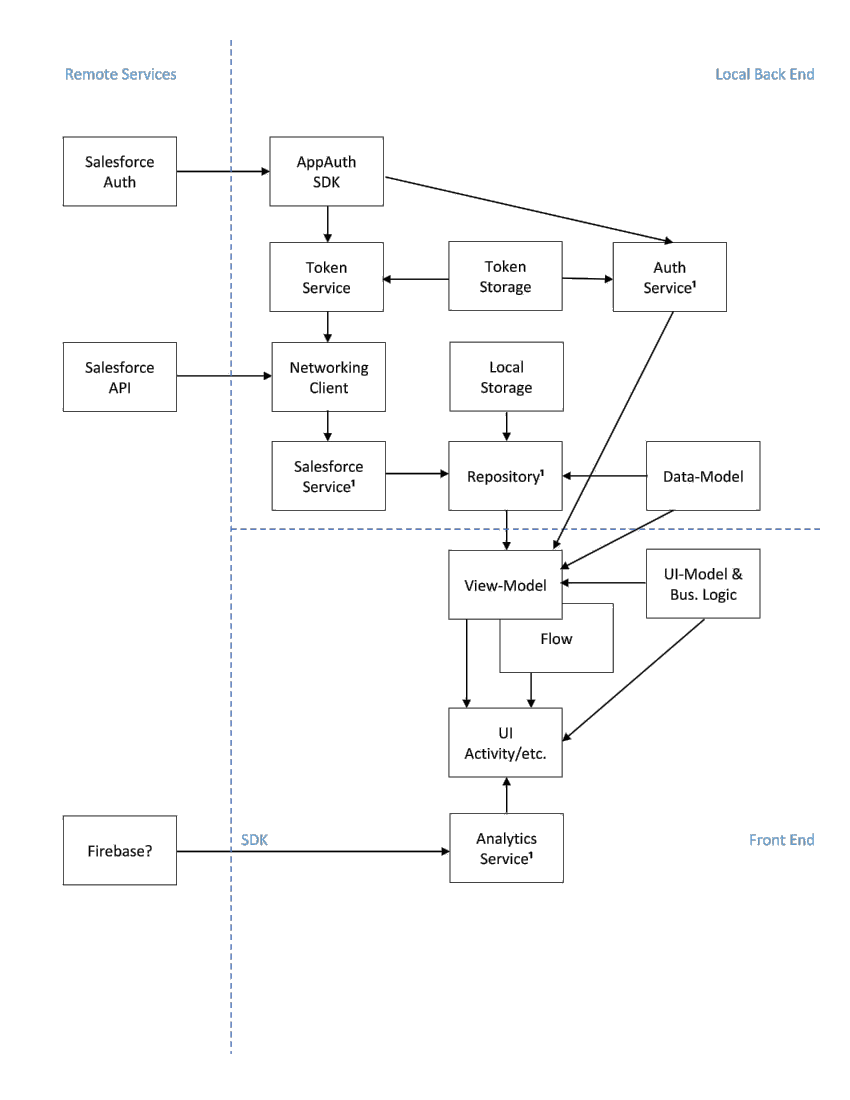 Remote Services
Local Back End
Salesforce
Auth
AppAuth
SDK
Token
Service
Token
Storage
Auth
Service¹
Salesforce
API
Networking
Client
Local
Storage
Salesforce
Service¹
Repository¹
Data-Model
View-Model
UI-Model &
Bus. Logic
Flow
UI
Activity/etc.
Firebase?
SDK
Analytics
Service¹
Front End